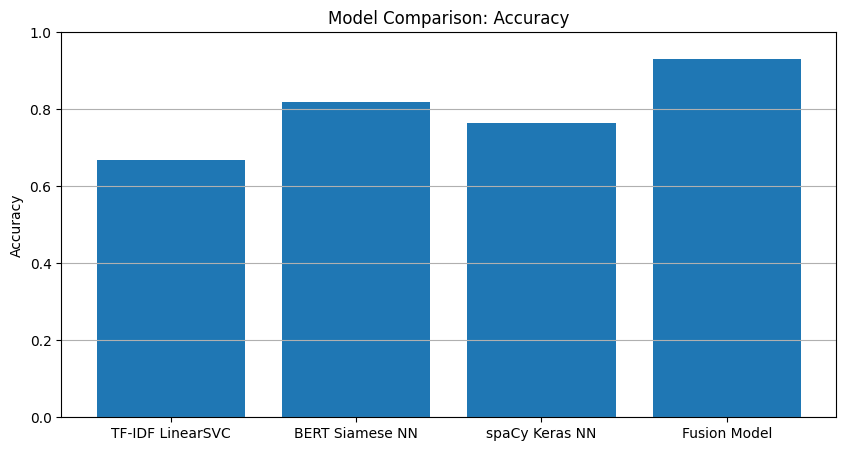 Model Comparison: Accuracy
Accuracy
1.0
0.8
0.6
0.4
0.2
0.0
TF-IDF LinearSVC
BERT Siamese NN
spaCy Keras NN
Fusion Model